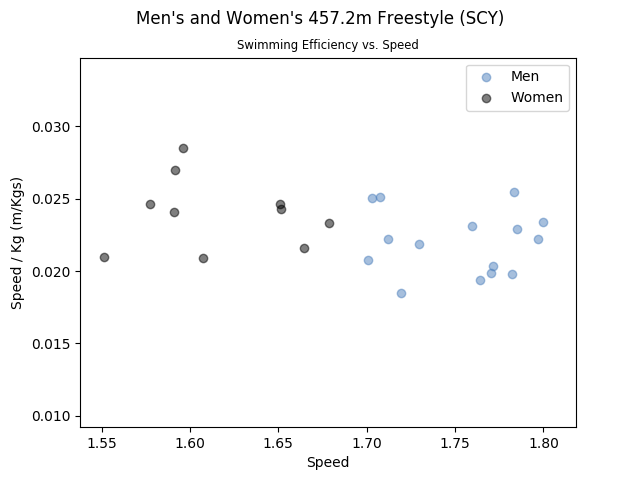 Men's and Women's 457.2m Freestyle (SCY)
Swimming Efficiency vs. Speed
Men
Women
0.030
0.025
0.020
0.015
0.010
Speed / Kg (m/Kgs)
1.55 1.60 1.65 1.70 1.75 1.80
Speed